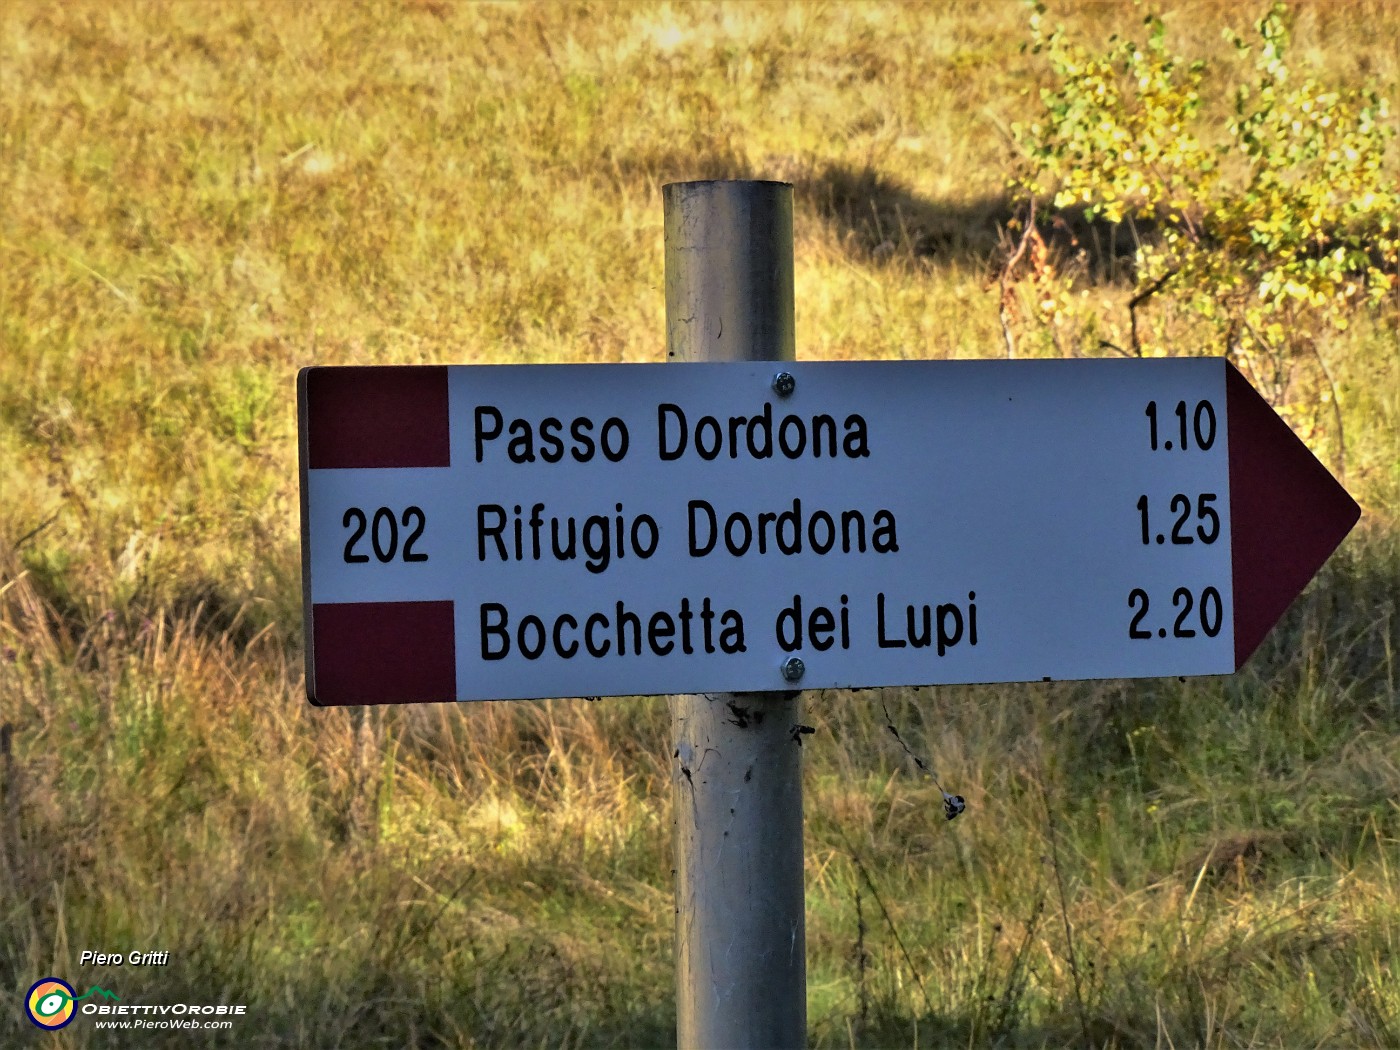 Passo Dordona 1.10
202 Rifugio Dordona 1.25
Bocchetta dei Lupi 2.20
Piero Gritti
ObiettivOrobie
www.PieroWeb.com